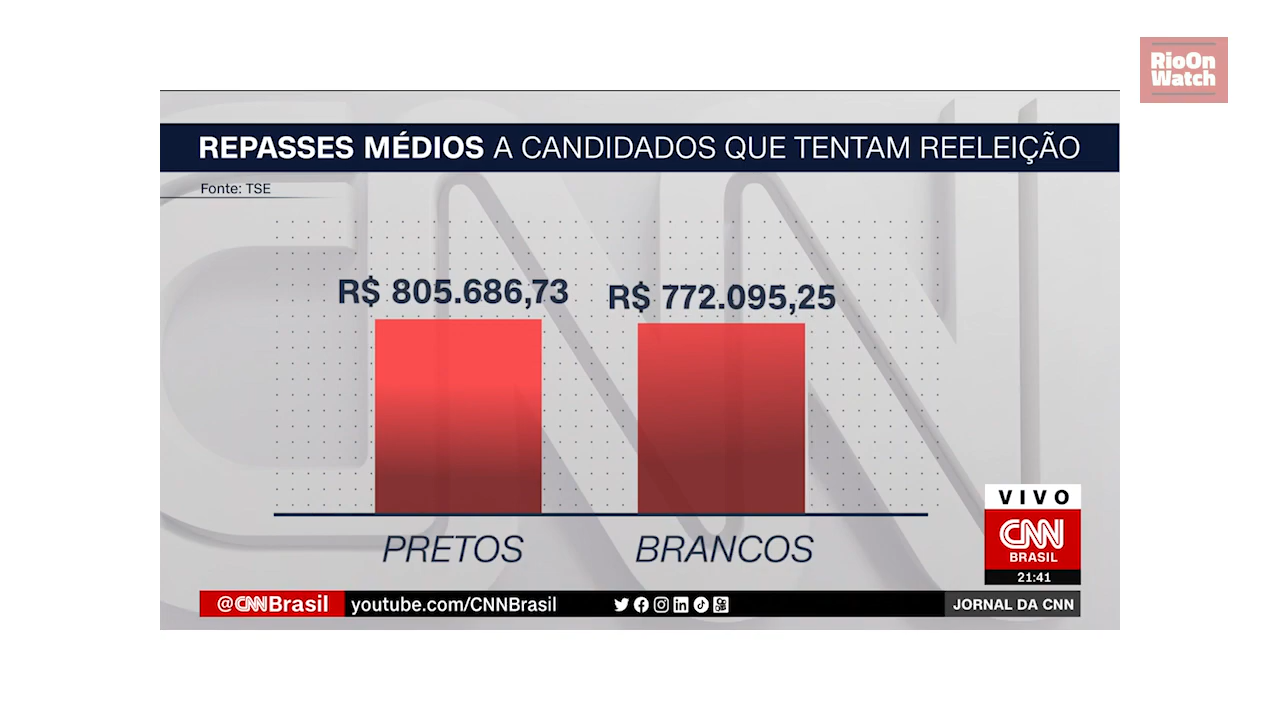 RioOn
Watch
REPASSES MÉDIOS A CANDIDADOS QUE TENTAM REELEIÇÃO
Fonte: TSE
R$ 805.686,73
R$ 772.095,25
PRETOS
BRANCOS
VIVO
CNN
BRASIL
21:41
@CNNBrasil
youtube.com/CNNBrasil
JORNAL DA CNN